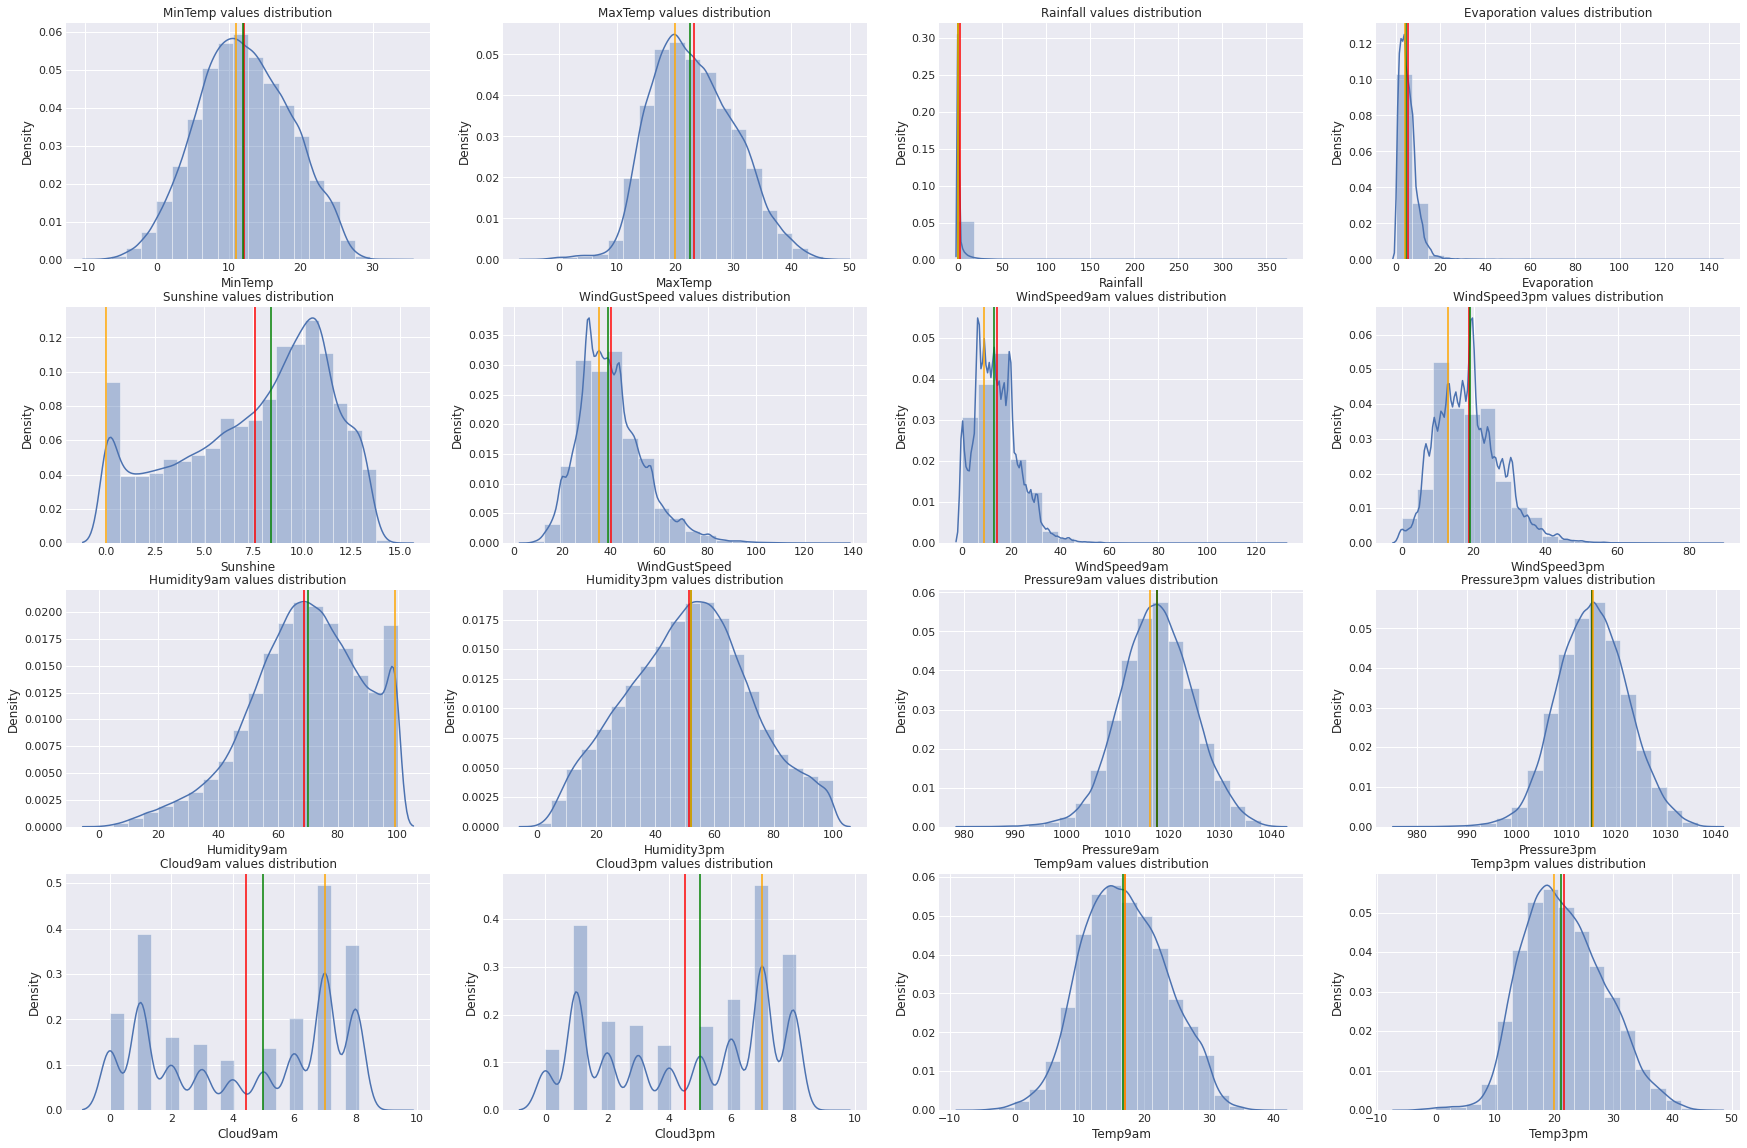 MinTemp values distribution
0.06
0.05
0.04
0.03
0.02
0.01
0.00
Density
−10 0 10 20 30
MinTemp
MaxTemp values distribution
0.05
0.04
0.03
0.02
0.01
0.00
Density
0 10 20 30 40 50
MaxTemp
Rainfall values distribution
0.30
0.25
0.20
0.15
0.10
0.05
0.00
Density
0 50 100 150 200 250 300 350
Rainfall
Evaporation values distribution
0.12
0.10
0.08
0.06
0.04
0.02
0.00
Density
0 20 40 60 80 100 120 140
Evaporation
Sunshine values distribution
0.12
0.10
0.08
0.06
0.04
0.02
0.00
Density
0.0 2.5 5.0 7.5 10.0 12.5 15.0
Sunshine
WindGustSpeed values distribution
0.035
0.030
0.025
0.020
0.015
0.010
0.005
0.000
Density
0 20 40 60 80 100 120 140
WindGustSpeed
WindSpeed9am values distribution
0.05
0.04
0.03
0.02
0.01
0.00
Density
0 20 40 60 80 100 120
WindSpeed9am
WindSpeed3pm values distribution
0.06
0.05
0.04
0.03
0.02
0.01
0.00
Density
0 20 40 60 80
WindSpeed3pm
Humidity9am values distribution
0.0200
0.0175
0.0150
0.0125
0.0100
0.0075
0.0050
0.0025
0.0000
Density
0 20 40 60 80 100
Humidity9am
Humidity3pm values distribution
0.0175
0.0150
0.0125
0.0100
0.0075
0.0050
0.0025
0.0000
Density
0 20 40 60 80 100
Humidity3pm
Pressure9am values distribution
0.06
0.05
0.04
0.03
0.02
0.01
0.00
Density
980 990 1000 1010 1020 1030 1040
Pressure9am
Pressure3pm values distribution
0.05
0.04
0.03
0.02
0.01
0.00
Density
980 990 1000 1010 1020 1030 1040
Pressure3pm
Cloud9am values distribution
0.5
0.4
0.3
0.2
0.1
0.0
Density
0 2 4 6 8 10
Cloud9am
Cloud3pm values distribution
0.4
0.3
0.2
0.1
0.0
Density
0 2 4 6 8 10
Cloud3pm
Temp9am values distribution
0.06
0.05
0.04
0.03
0.02
0.01
0.00
Density
−10 0 10 20 30 40
Temp9am
Temp3pm values distribution
0.05
0.04
0.03
0.02
0.01
0.00
Density
−10 0 10 20 30 40 50
Temp3pm